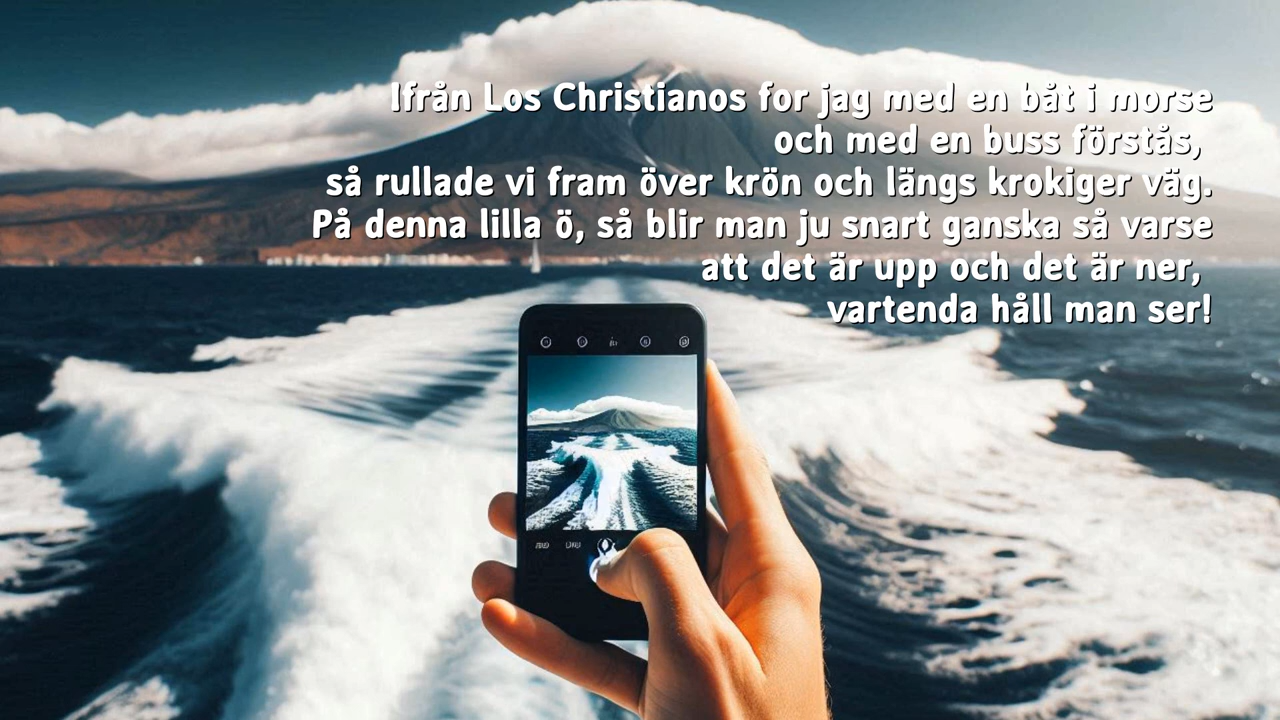 Ifrån Los Christianos for jag med en båt i morse
och med en buss förstås,
så rullade vi fram över krön och längs krokiger väg.
På denna lilla ö, så blir man ju snart ganska så varse
att det är upp och det är ner,
vartenda håll man ser!